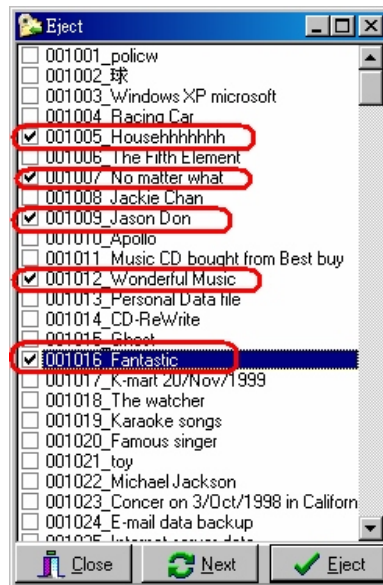 Eject
001001_policw
001002_球
001003_Windows XP microsoft
001004_Racing Car
001005_Househhhhhhh
001006_The Fifth Element
001007_No matter what
001008_Jackie Chan
001009_Jason Don
001010_Apollo
001011_Music CD bought from Best buy
001012_Wonderful Music
001013_Personal Data file
001014_CD-ReWrite
001015_Ghost
001016_Fantastic
001017_K-mart 20/Nov/1999
001018_The watcher
001019_Karaoke songs
001020_Famous singer
001021_toy
001022_Michael Jackson
001023_Concer on 3/Oct/1998 in Californ
001024_E-mail data backup
001025_Internet server data
Close Next Eject